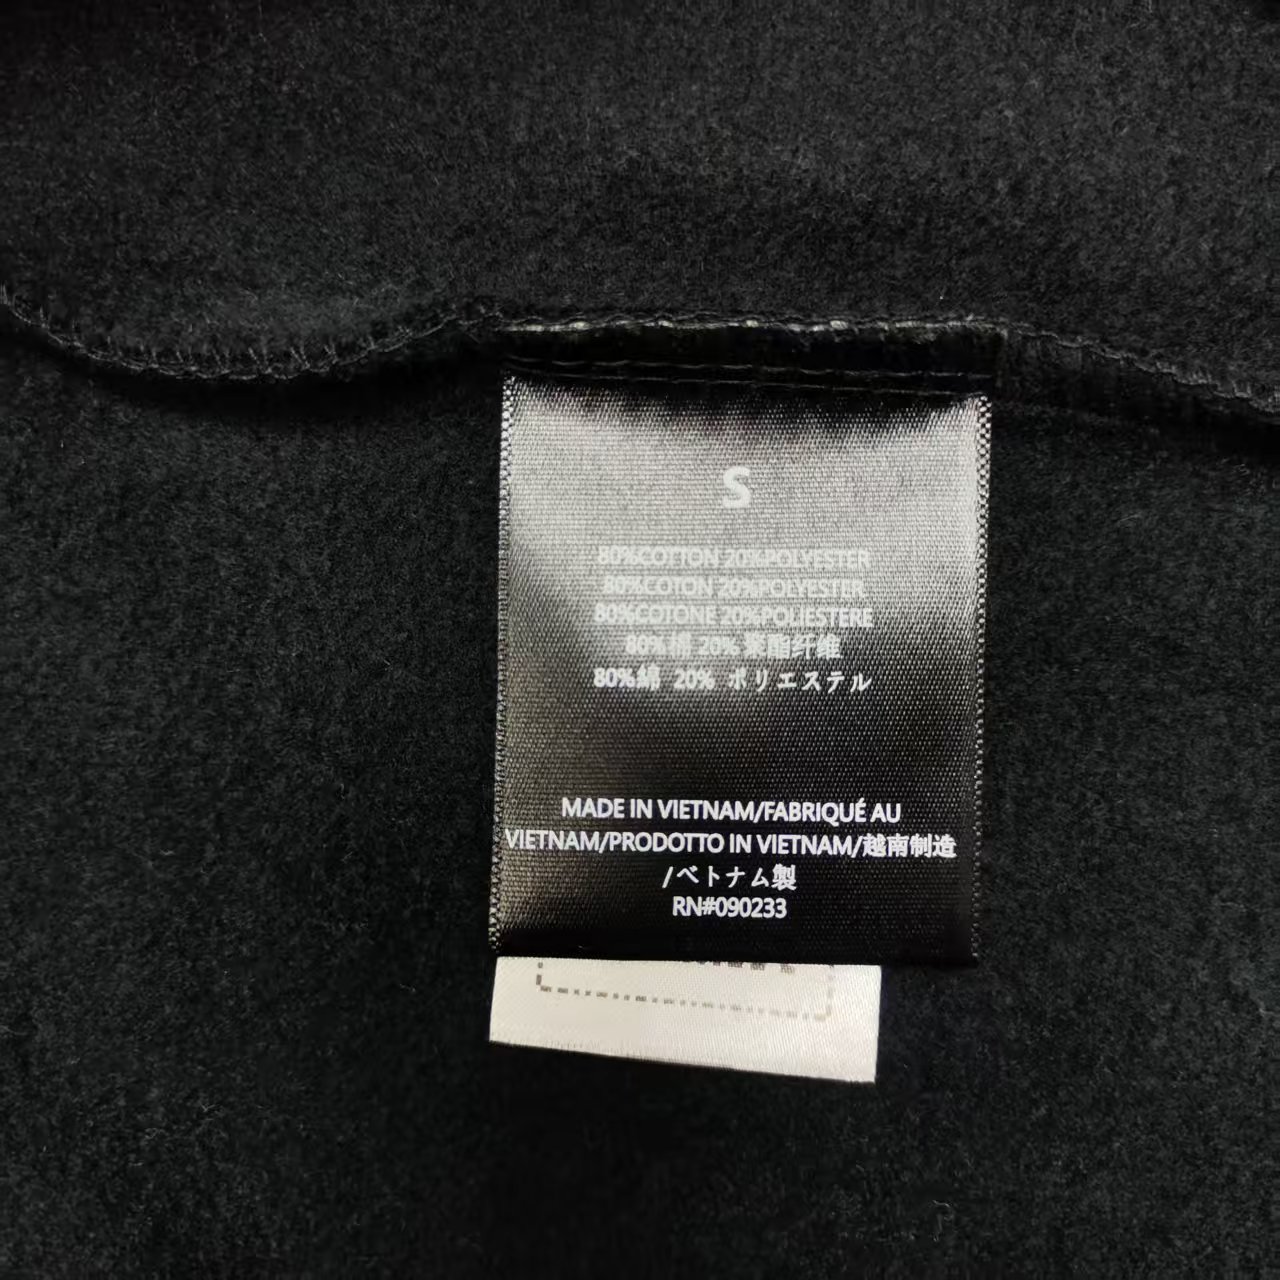 S
80%COTTON 20%POLYESTER
80%COTON 20%POLYESTER
80%COTONE 20%POLIESTERE
80%棉 20% 聚酯纤维
80%綿 20% ポリエステル
MADE IN VIETNAM/FABRIQUÉ AU
VIETNAM/PRODOTTO IN VIETNAM/越南制造
/ベトナム製
RN#090233